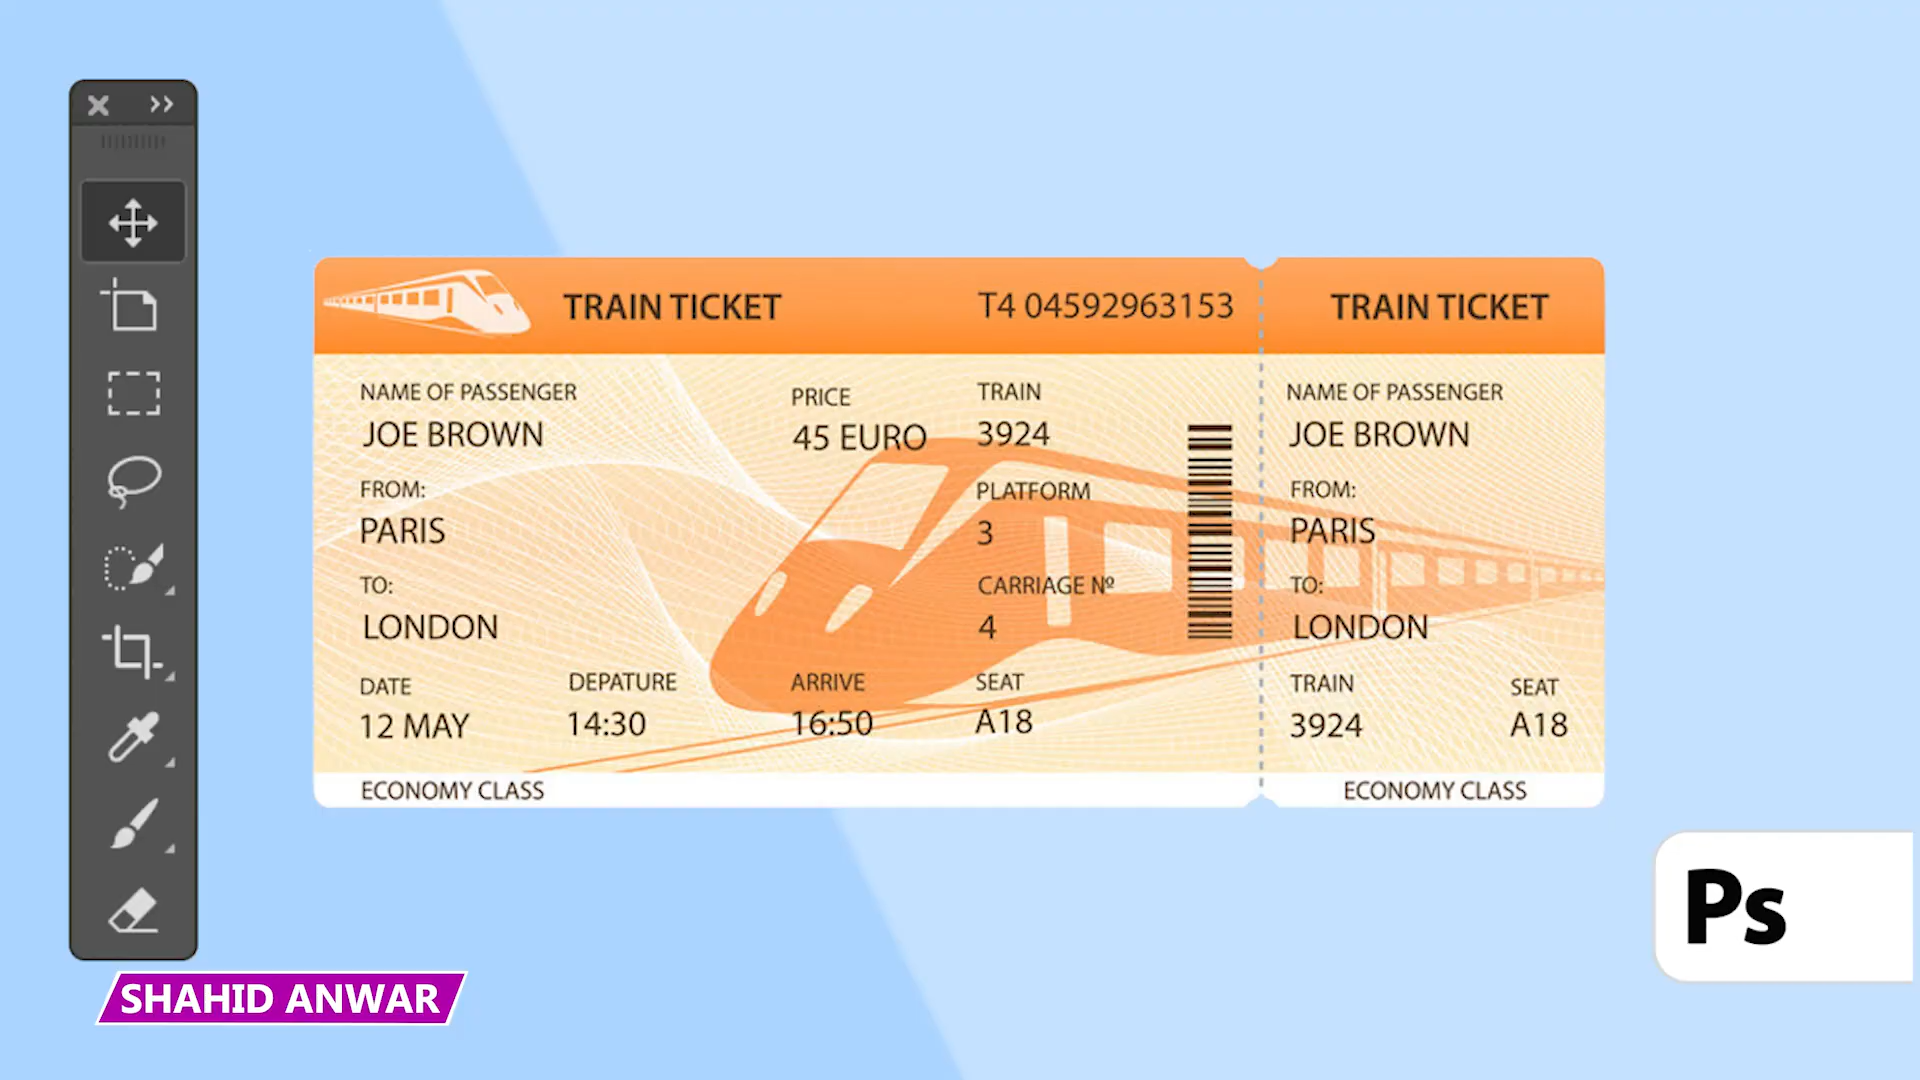 TRAIN TICKET
T4 04592963153
TRAIN TICKET
NAME OF PASSENGER
JOE BROWN
PRICE
45 EURO
TRAIN
3924
NAME OF PASSENGER
JOE BROWN
FROM:
PARIS
PLATFORM
3
FROM:
PARIS
TO:
LONDON
CARRIAGE Nº
4
TO:
LONDON
DATE
12 MAY
DEPATURE
14:30
ARRIVE
16:50
SEAT
A18
TRAIN
3924
SEAT
A18
ECONOMY CLASS
ECONOMY CLASS
Ps
SHAHID ANWAR